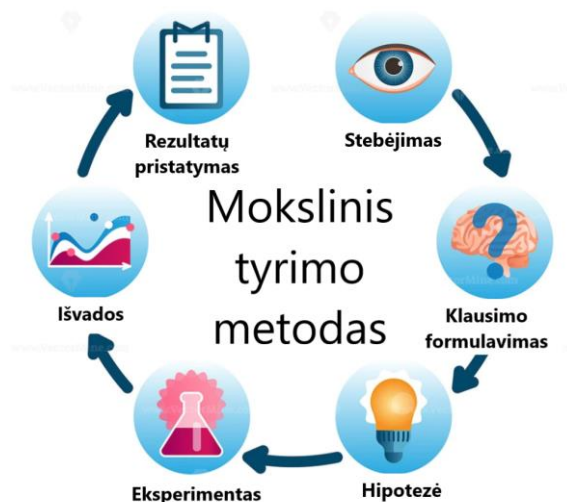 Mokslinis
tyrimo
metodas
Stebėjimas
Klausimo
formulavimas
Hipotezė
Eksperimentas
Išvados
Rezultatų
pristatymas